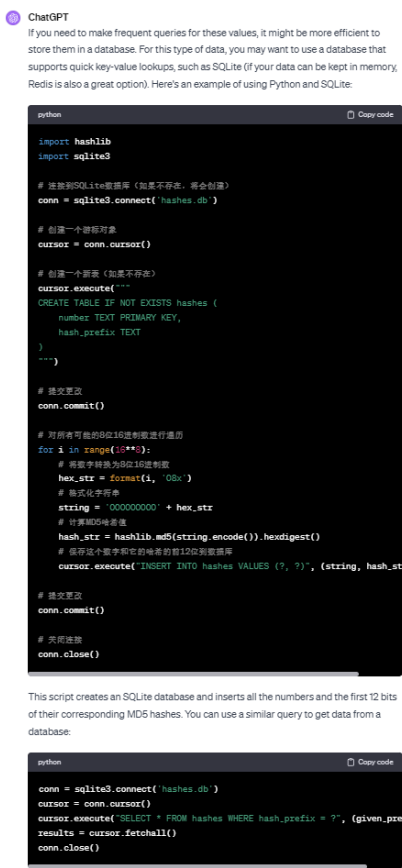 ChatGPT
If you need to make frequent queries for these values, it might be more efficient to
store them in a database. For this type of data, you may want to use a database that
supports quick key-value lookups, such as SQLite (if your data can be kept in memory,
Redis is also a great option). Here's an example of using Python and SQLite:
python Copy code
import hashlib
import sqlite3
# 连接到SQLite数据库（如果不存在，将会创建）
conn = sqlite3.connect('hashes.db')
# 创建一个游标对象
cursor = conn.cursor()
# 创建一个新表（如果不存在）
cursor.execute("""
CREATE TABLE IF NOT EXISTS hashes (
    number TEXT PRIMARY KEY,
    hash_prefix TEXT
)
""")
# 提交更改
conn.commit()
# 对所有可能的8位16进制数进行遍历
for i in range(16**8):
    # 将数字转换为8位16进制数
    hex_str = format(i, '08x')
    # 格式化字符串
    string = '000000000' + hex_str
    # 计算MD5哈希值
    hash_str = hashlib.md5(string.encode()).hexdigest()
    # 保存这个数字和它的哈希的前12位到数据库
    cursor.execute("INSERT INTO hashes VALUES (?, ?)", (string, hash_st
# 提交更改
conn.commit()
# 关闭连接
conn.close()
This script creates an SQLite database and inserts all the numbers and the first 12 bits
of their corresponding MD5 hashes. You can use a similar query to get data from a
database:
python Copy code
conn = sqlite3.connect('hashes.db')
cursor = conn.cursor()
cursor.execute("SELECT * FROM hashes WHERE hash_prefix = ?", (given_pre
results = cursor.fetchall()
conn.close()